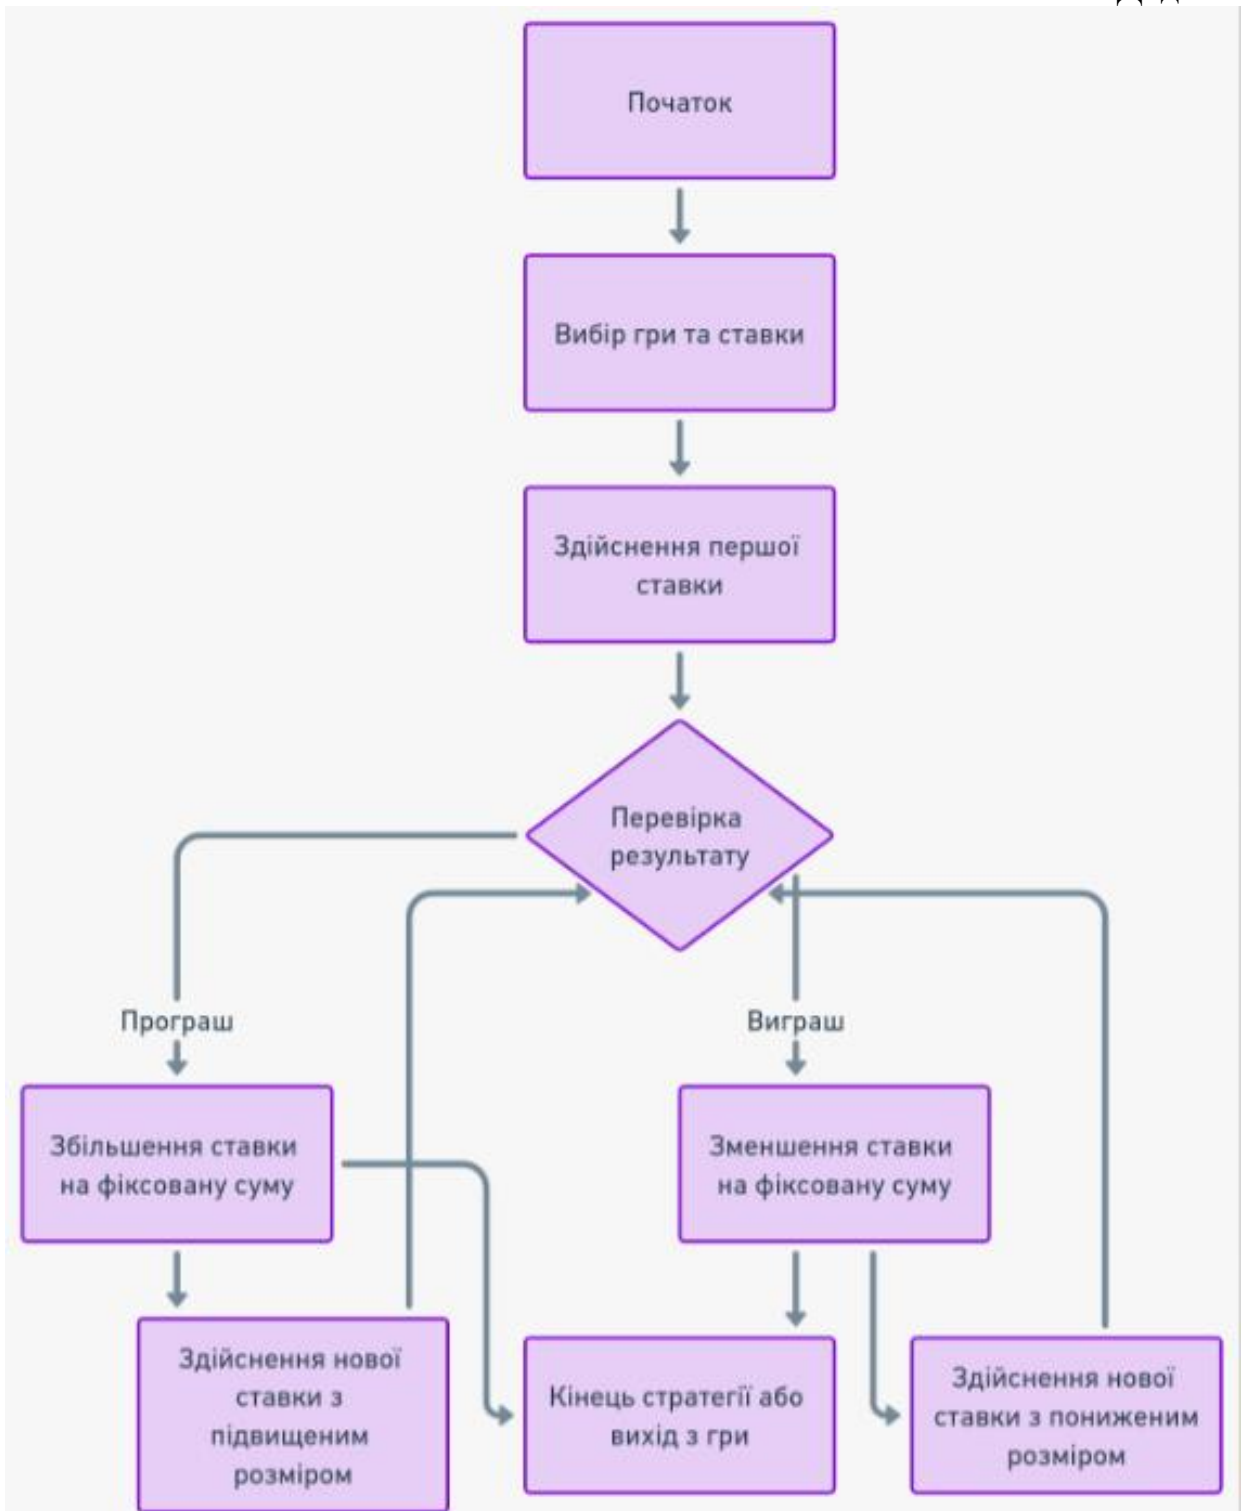 Початок
Вибір гри та ставки
Здійснення першої
ставки
Перевірка
результату
Програш
Виграш
Збільшення ставки
на фіксовану суму
Зменшення ставки
на фіксовану суму
Здійснення нової
ставки з
підвищеним
розміром
Кінець стратегії або
вихід з гри
Здійснення нової
ставки з пониженим
розміром